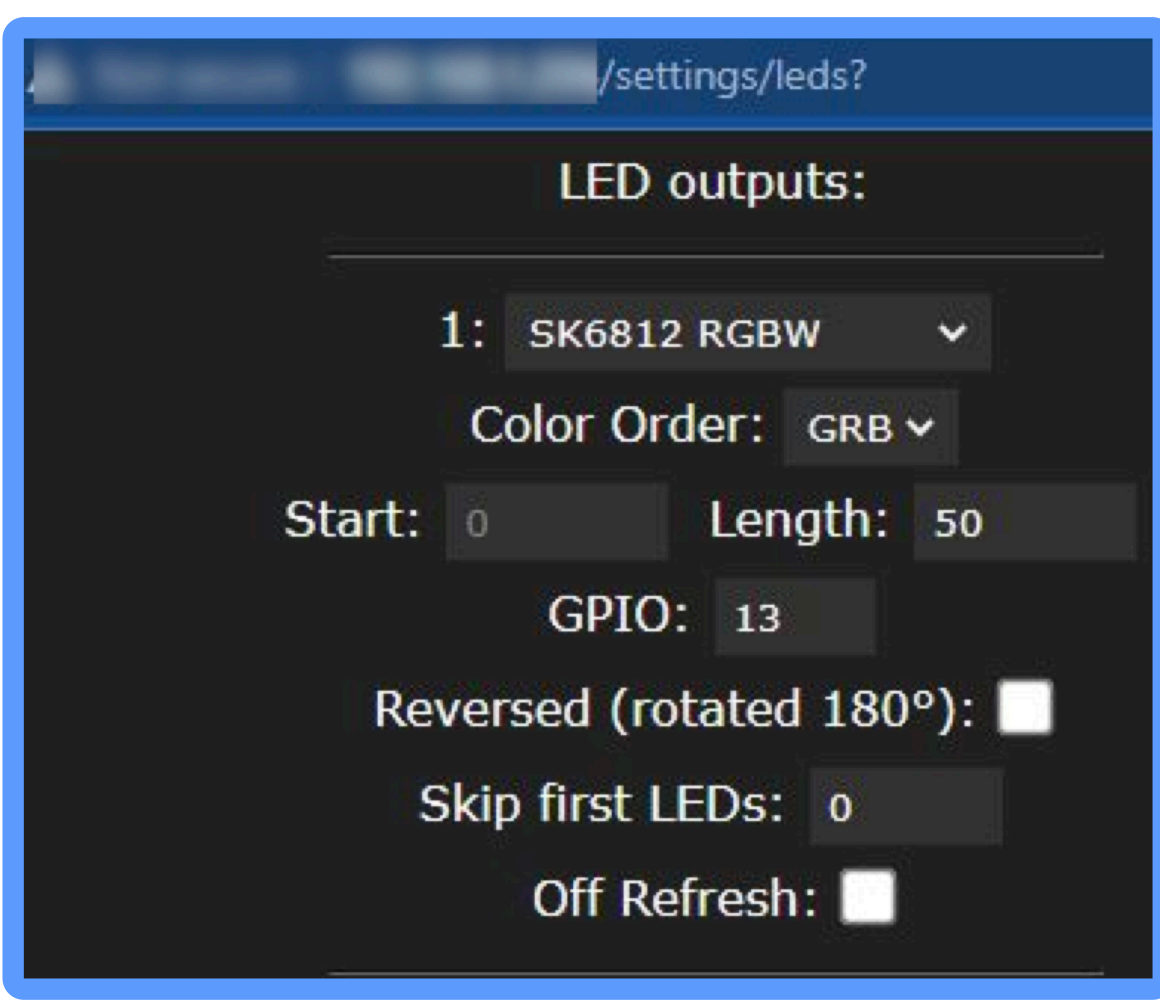 /settings/leds?
LED outputs:
1: SK6812 RGBW
Color Order: GRB
Start: 0 Length: 50
GPIO: 13
Reversed (rotated 180°):
Skip first LEDs: 0
Off Refresh: